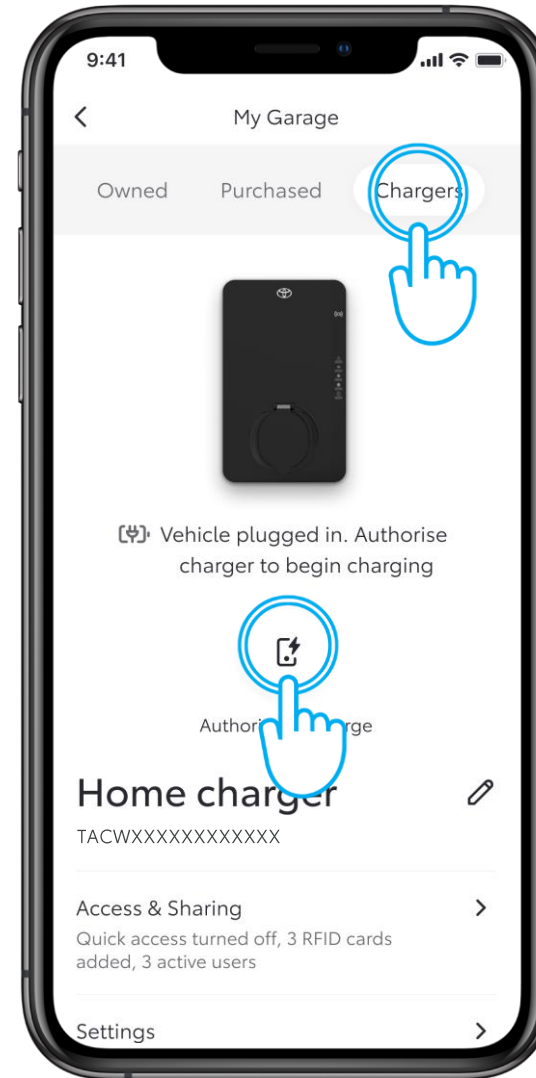 9:41
My Garage
Owned Purchased Chargers
Vehicle plugged in. Authorise
charger to begin charging
Home charger
TACWXXXXXXXXXXXX
Access & Sharing
Quick access turned off, 3 RFID cards
added, 3 active users
Settings